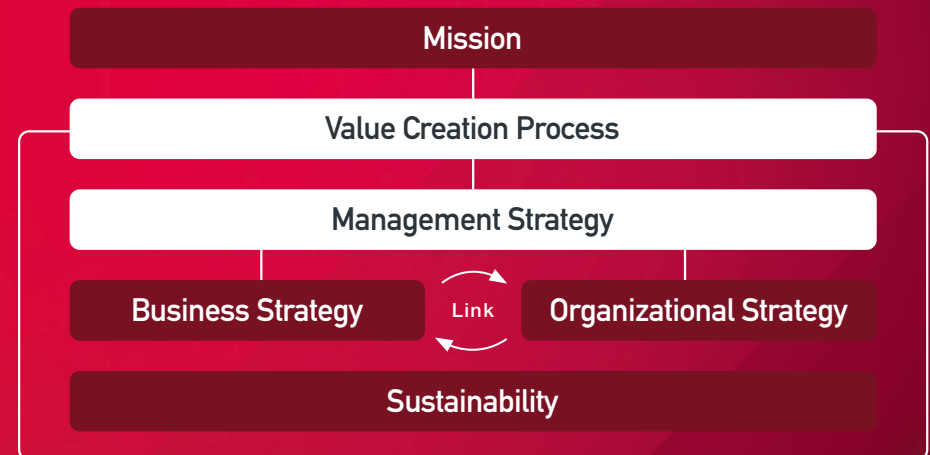 Mission
Value Creation Process
Management Strategy
Business Strategy
Link
Organizational Strategy
Sustainability